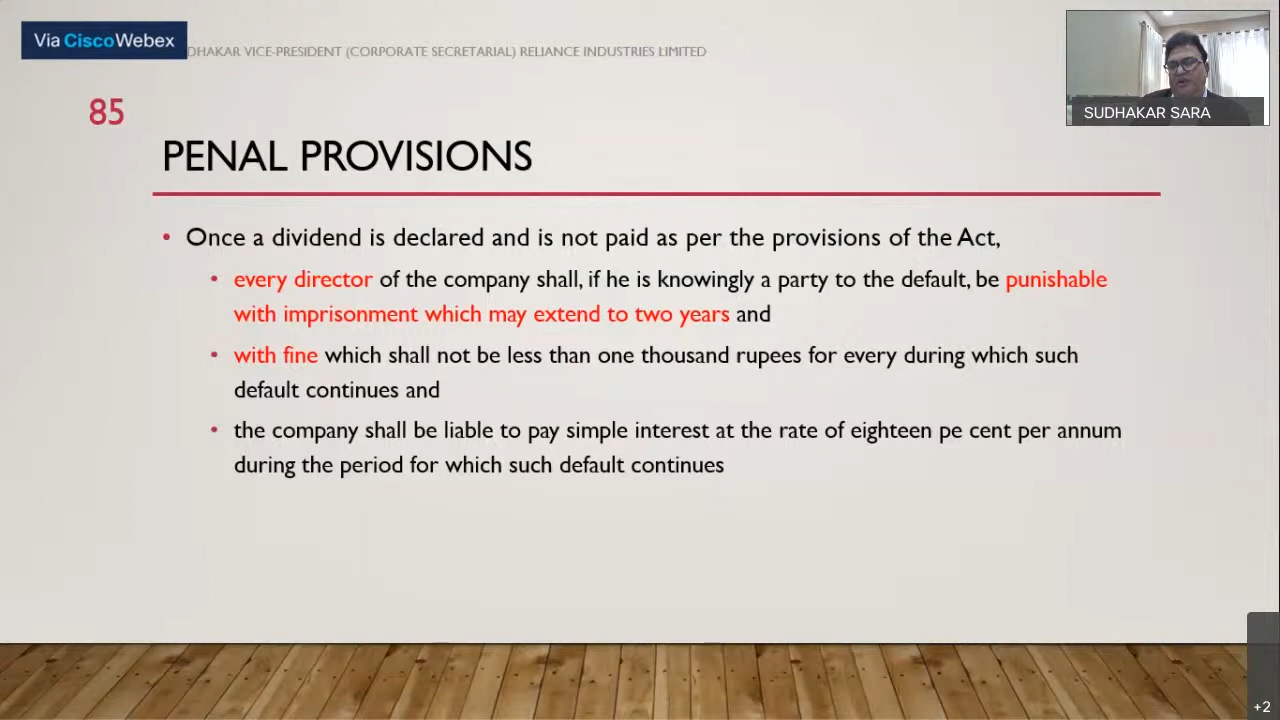 Via Cisco Webex
DHAKAR VICE-PRESIDENT (CORPORATE SECRETARIAL) RELIANCE INDUSTRIES LIMITED
SUDHAKAR SARA
85
PENAL PROVISIONS
• Once a dividend is declared and is not paid as per the provisions of the Act,
• every director of the company shall, if he is knowingly a party to the default, be punishable
with imprisonment which may extend to two years and
• with fine which shall not be less than one thousand rupees for every during which such
default continues and
• the company shall be liable to pay simple interest at the rate of eighteen pe cent per annum
during the period for which such default continues
+2